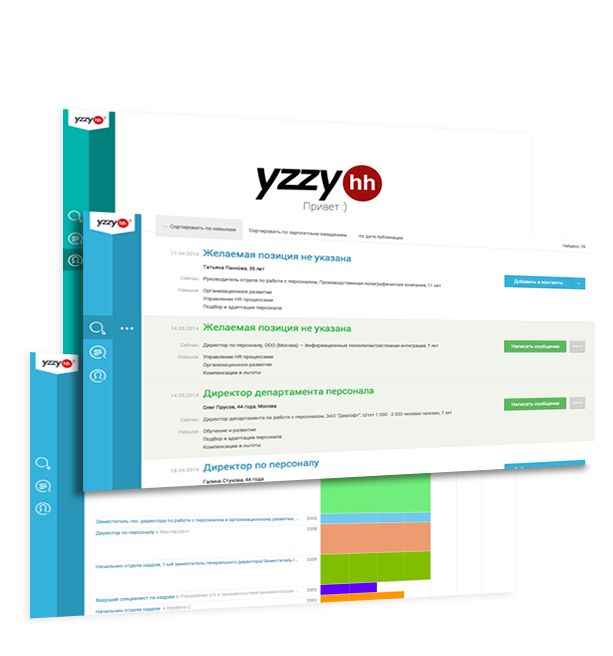 yzzy hh
yzzy hh
Привет :)
yzzy hh
Сортировать по навыкам
Сортировать по зарплатным ожиданиям
по дате публикации
Найдено: 35
11.04.2014 Желаемая позиция не указана
Татьяна Панкова, 35 лет
Сейчас Руководитель отдела по работе с персоналом, Производственная полиграфическая компания, 11 лет
Добавить в контакты
Навыки Организационное развитие
Управление HR процессами
Подбор и адаптация персонала
14.05.2014 Желаемая позиция не указана
Сейчас Директор по персоналу, ООО (Москва) — Информационные технологии/системная интеграция, 7 лет
Написать сообщение
Навыки Управление HR процессами
Организационное развитие
Компенсации и льготы
14.05.2014 Директор департамента персонала
Олег Прусов, 44 года, Москва
Сейчас Директор департамента по работе с персоналом, ЗАО "Диксофт", Штат 1 000 - 2 000 человек человек, 7 лет
Написать сообщение
Навыки Обучение и развитие
Подбор и адаптация персонала
Компенсации и льготы
18.04.2014 Директор по персоналу
Галина Стукова, 44 года
yzzy hh
Заместитель ген. директора по работе с персоналом и организационному развитию, ... 2009
Директор по персоналу в МастерДент 2008
Начальник отдела кадров, 1-ый заместитель генерального директора/Заместитель г... 2006
Ведущий специалист по кадрам в Управлении с/х и продовольствия администрации ... 2003
Начальник отдела кадров в Вербена С 2002